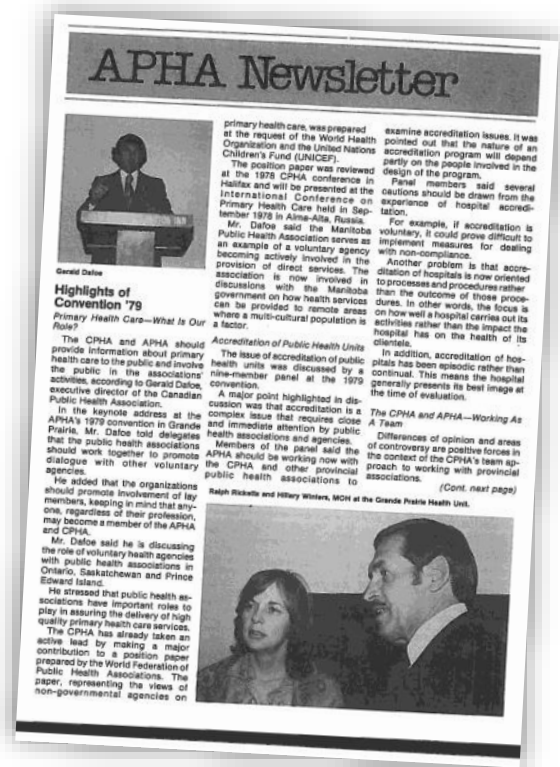 APHA Newsletter
Gerald Dafoe
Highlights of
Convention '79
Primary Health Care—What Is Our
Role?
The CPHA and APHA should
provide information about primary
health care to the public and involve
the public in the associations'
activities, according to Gerald Dafoe,
executive director of the Canadian
Public Health Association.
In the keynote address at the
APHA's 1979 convention in Grande
Prairie, Mr. Dafoe told delegates
that the public health associations
should work together to promote
dialogue with other voluntary
agencies.
He added that the organizations
should promote involvement of lay
members, keeping in mind that any-
one, regardless of their profession,
may become a member of the APHA
and CPHA.
Mr. Dafoe said he is discussing
the role of voluntary health agencies
with public health associations in
Ontario, Saskatchewan and Prince
Edward Island.
He stressed that public health as-
sociations have important roles to
play in assuring the delivery of high
quality primary health care services.
The CPHA has already taken an
active lead by making a major
contribution to a position paper
prepared by the World Federation of
Public Health Associations. The
paper, representing the views of
non-governmental agencies on
primary health care, was prepared
at the request of the World Health
Organization and the United Nations
Children's Fund (UNICEF).
The position paper was reviewed
at the 1978 CPHA conference in
Halifax and will be presented at the
International Conference on
Primary Health Care held in Sep-
tember 1978 in Alma-Alta, Russia.
Mr. Dafoe said the Manitoba
Public Health Association serves as
an example of a voluntary agency
becoming actively involved in the
provision of direct services. The
association is now involved in
discussions with the Manitoba
government on how health services
can be provided to remote areas
where a multi-cultural population is
a factor.
Accreditation of Public Health Units
The issue of accreditation of public
health units was discussed by a
nine-member panel at the 1979
convention.
A major point highlighted in dis-
cussion was that accreditation is a
complex issue that requires close
and immediate attention by public
health associations and agencies.
Members of the panel said the
APHA should be working now with
the CPHA and other provincial
public health associations to
examine accreditation issues. It was
pointed out that the nature of an
accreditation program will depend
partly on the people involved in the
design of the program.
Panel members said several
cautions should be drawn from the
experience of hospital accredi-
tation.
For example, if accreditation is
voluntary, it could prove difficult to
implement measures for dealing
with non-compliance.
Another problem is that accre-
ditation of hospitals is now oriented
to processes and procedures rather
than the outcome of those proce-
dures. In other words, the focus is
on how well a hospital carries out its
activities rather than the impact the
hospital has on the health of its
clientele.
In addition, accreditation of hos-
pitals has been episodic rather than
continual. This means the hospital
generally presents its best image at
the time of evaluation.
The CPHA and APHA—Working As
A Team
Differences of opinion and areas
of controversy are positive forces in
the context of the CPHA's team ap-
proach to working with provincial
associations.
(Cont. next page)
Ralph Ricketts and Hillary Winters, MOH at the Grande Prairie Health Unit.